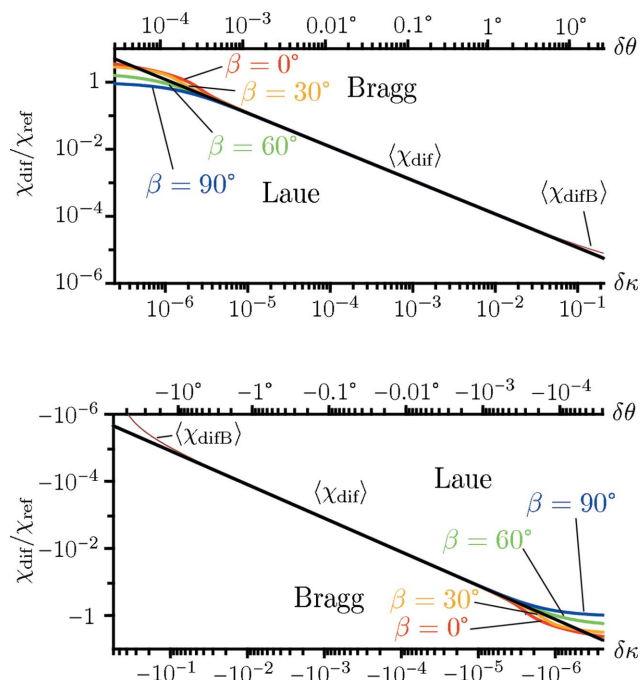 10⁻⁴ 10⁻³ 0.01° 0.1° 1° 10° δθ
1 β = 0° Bragg
β = 30°
10⁻² β = 60° ⟨χdif⟩
β = 90° Laue
χdif/χref
10⁻⁴ ⟨χdifB⟩
10⁻⁶ δκ
10⁻⁶ 10⁻⁵ 10⁻⁴ 10⁻³ 10⁻² 10⁻¹
−10° −1° −0.1° −0.01° −10⁻³ −10⁻⁴
−10⁻⁶ δθ
⟨χdifB⟩
−10⁻⁴ ⟨χdif⟩ Laue
β = 90°
χdif/χref
−10⁻² β = 60°
Bragg β = 30°
−1 β = 0°
δκ
−10⁻¹ −10⁻² −10⁻³ −10⁻⁴ −10⁻⁵ −10⁻⁶